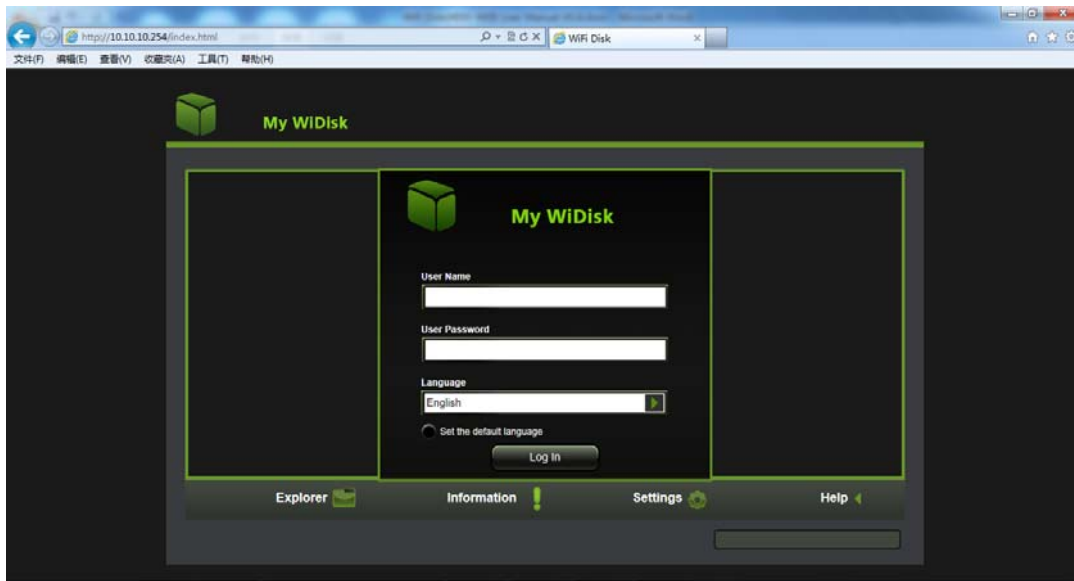 http://10.10.10.254/index.html
WiFi Disk
文件(F) 编辑(E) 查看(V) 收藏夹(A) 工具(T) 帮助(H)
My WiDisk
My WiDisk
User Name
User Password
Language
English
Set the default language
Log In
Explorer Information Settings Help